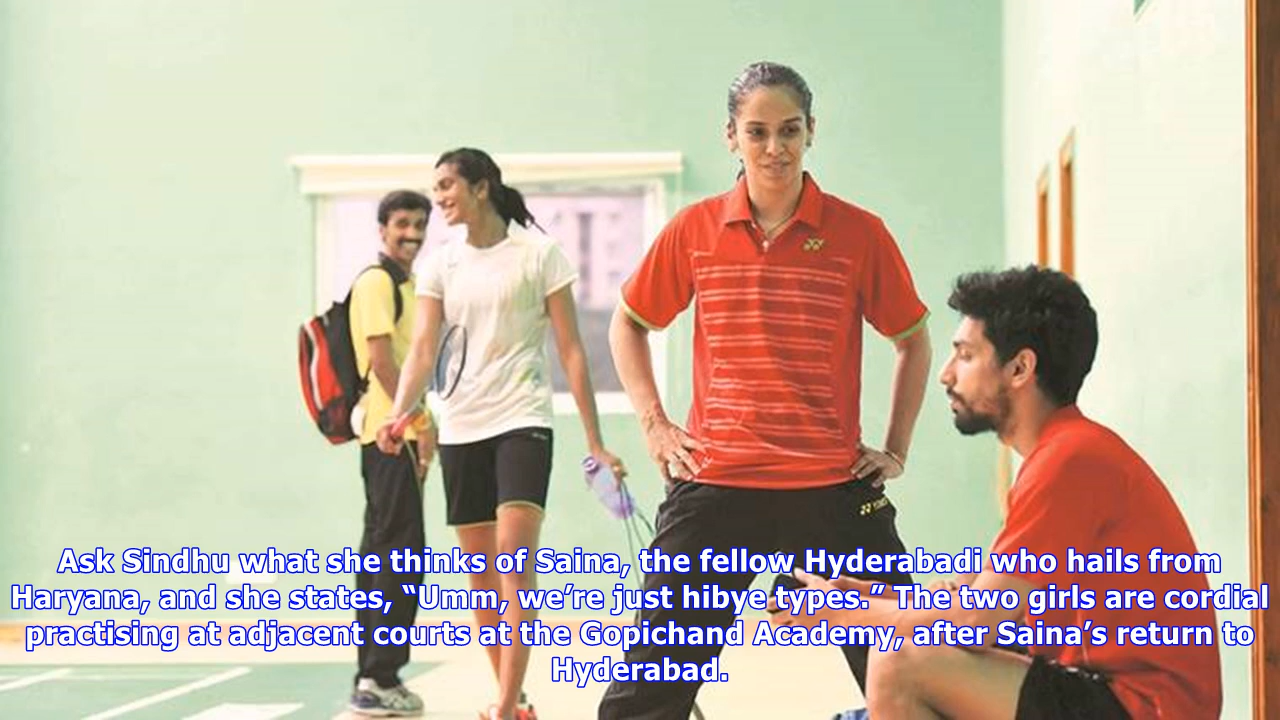 Ask Sindhu what she thinks of Saina, the fellow Hyderabadi who hails from
Haryana, and she states, “Umm, we’re just hibye types.” The two girls are cordial
practising at adjacent courts at the Gopichand Academy, after Saina’s return to
Hyderabad.